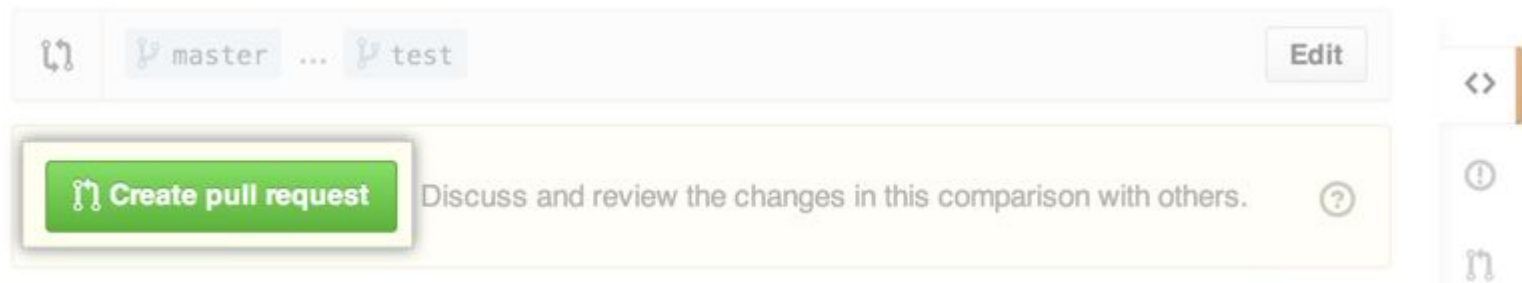 master ... test
Edit
Create pull request
Discuss and review the changes in this comparison with others.